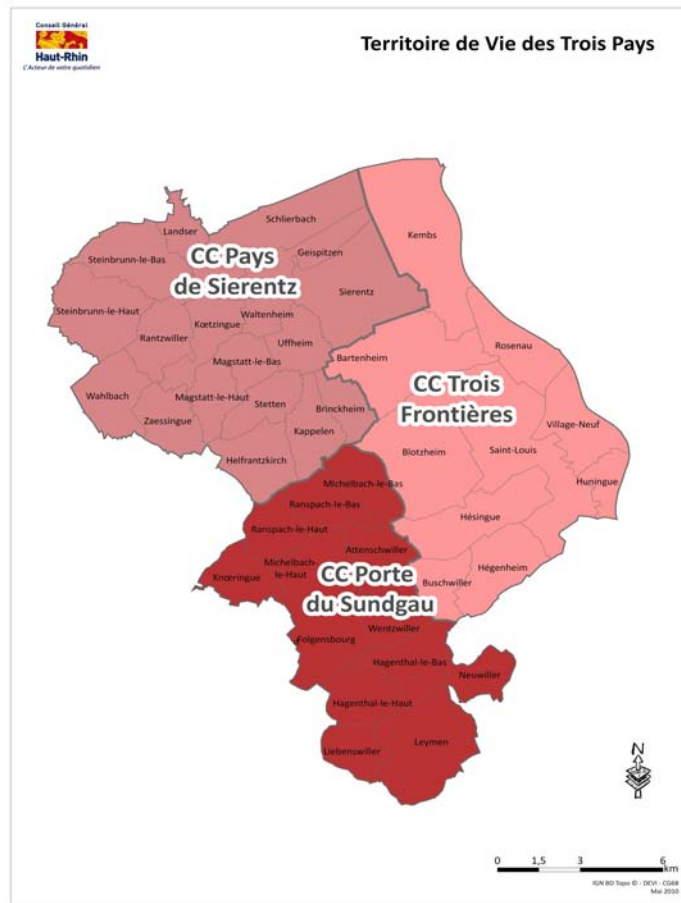 Conseil Général
Haut-Rhin
L'Acteur de votre quotidien
Territoire de Vie des Trois Pays
Schlierbach
Landser
Kembs
Geispitzen
Steinbrunn-le-Bas
CC Pays
de Sierentz
Sierentz
Steinbrunn-le-Haut
Waltenheim
Kœtzingue
Rantzwiller
Uffheim
Rosenau
Bartenheim
Magstatt-le-Bas
CC Trois
Frontières
Wahlbach
Magstatt-le-Haut
Stetten
Brinckheim
Zaessingue
Kappelen
Village-Neuf
Blotzheim
Saint-Louis
Helfrantzkirch
Huningue
Michelbach-le-Bas
Ranspach-le-Bas
Hésingue
Ranspach-le-Haut
Attenschwiller
Michelbach
-le-Haut
Hégenheim
Knœringue
CC Porte
du Sundgau
Buschwiller
Wentzwiller
Folgensbourg
Hagenthal-le-Bas
Neuwiller
Hagenthal-le-Haut
Leymen
Liebenswiller
N
0 1,5 3 6
km
IGN BD Topo © - DEVI - CG68
Mai 2010